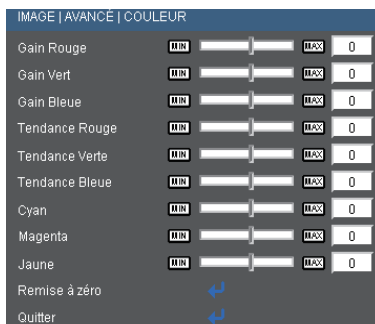 IMAGE | AVANCÉ | COULEUR
Gain Rouge MIN MAX 0
Gain Vert MIN MAX 0
Gain Bleue MIN MAX 0
Tendance Rouge MIN MAX 0
Tendance Verte MIN MAX 0
Tendance Bleue MIN MAX 0
Cyan MIN MAX 0
Magenta MIN MAX 0
Jaune MIN MAX 0
Remise à zéro
Quitter